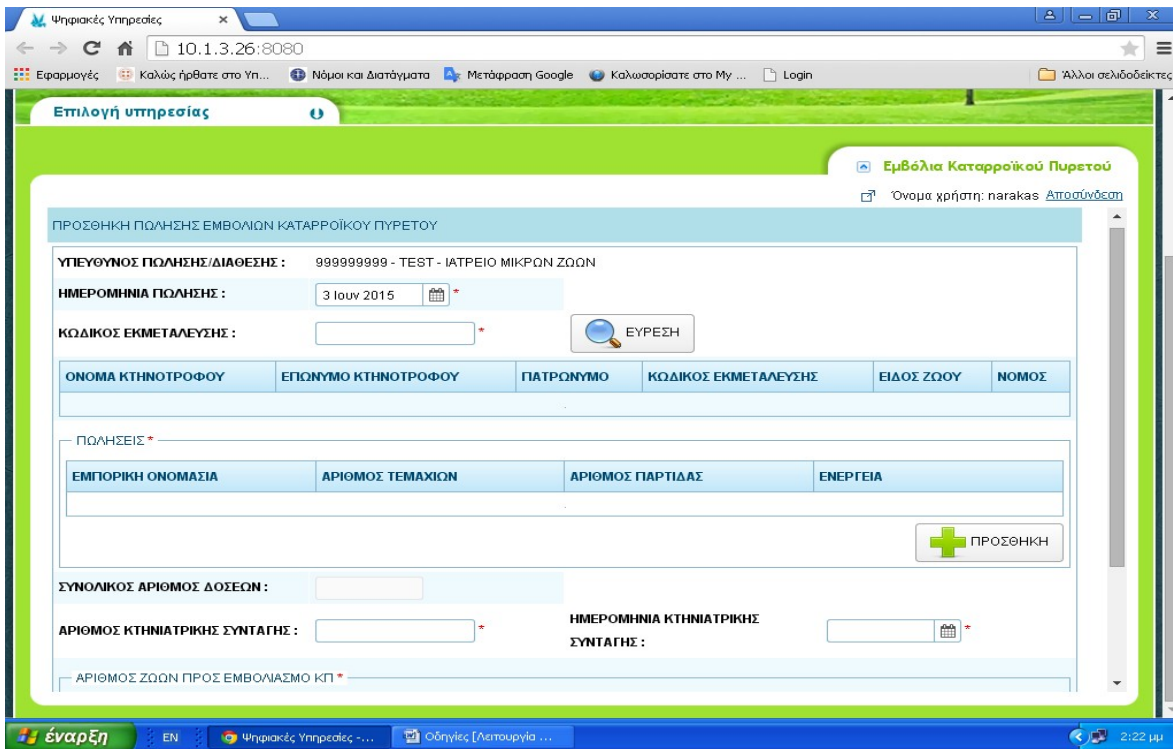 Ψηφιακές Υπηρεσίες
10.1.3.26:8080
Εφαρμογές Καλώς ήρθατε στο Υπ... Νόμοι και Διατάγματα Μετάφραση Google Καλωσορίσατε στο My ... Login Άλλοι σελιδοδείκτες
Επιλογή υπηρεσίας
Εμβόλια Καταρροϊκού Πυρετού
Όνομα χρήστη: narakas Αποσύνδεση
ΠΡΟΣΘΗΚΗ ΠΩΛΗΣΗΣ ΕΜΒΟΛΙΩΝ ΚΑΤΑΡΡΟΪΚΟΥ ΠΥΡΕΤΟΥ
ΥΠΕΥΘΥΝΟΣ ΠΩΛΗΣΗΣ/ΔΙΑΘΕΣΗΣ : 999999999 - TEST - ΙΑΤΡΕΙΟ ΜΙΚΡΩΝ ΖΩΩΝ
ΗΜΕΡΟΜΗΝΙΑ ΠΩΛΗΣΗΣ : 3 Ιουν 2015 *
ΚΩΔΙΚΟΣ ΕΚΜΕΤΑΛΕΥΣΗΣ : * ΕΥΡΕΣΗ
ΟΝΟΜΑ ΚΤΗΝΟΤΡΟΦΟΥ ΕΠΩΝΥΜΟ ΚΤΗΝΟΤΡΟΦΟΥ ΠΑΤΡΩΝΥΜΟ ΚΩΔΙΚΟΣ ΕΚΜΕΤΑΛΕΥΣΗΣ ΕΙΔΟΣ ΖΩΟΥ ΝΟΜΟΣ
ΠΩΛΗΣΕΙΣ *
ΕΜΠΟΡΙΚΗ ΟΝΟΜΑΣΙΑ ΑΡΙΘΜΟΣ ΤΕΜΑΧΙΩΝ ΑΡΙΘΜΟΣ ΠΑΡΤΙΔΑΣ ΕΝΕΡΓΕΙΑ
ΠΡΟΣΘΗΚΗ
ΣΥΝΟΛΙΚΟΣ ΑΡΙΘΜΟΣ ΔΟΣΕΩΝ :
ΑΡΙΘΜΟΣ ΚΤΗΝΙΑΤΡΙΚΗΣ ΣΥΝΤΑΓΗΣ : * ΗΜΕΡΟΜΗΝΙΑ ΚΤΗΝΙΑΤΡΙΚΗΣ
ΣΥΝΤΑΓΗΣ : *
ΑΡΙΘΜΟΣ ΖΩΩΝ ΠΡΟΣ ΕΜΒΟΛΙΑΣΜΟ ΚΠ *
έναρξη EN Ψηφιακές Υπηρεσίες -... Οδηγίες [Λειτουργία ... 2:22 μμ